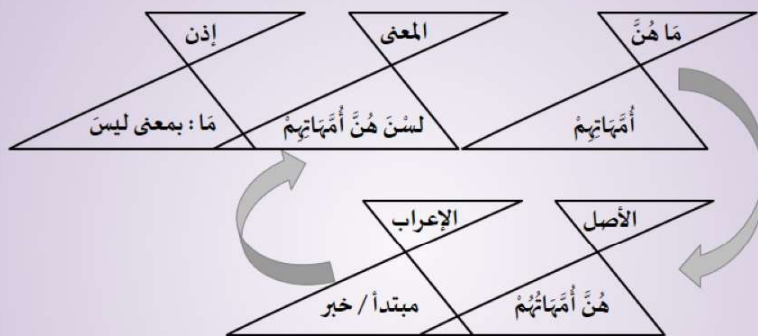 مَا هُنَّ
أُمَّهَاتِهِمْ
الأصل
هُنَّ أُمَّهَاتُهُمْ
الإعراب
مبتدأ / خبر
المعنى
لسْنَ هُنَّ أُمَّهَاتِهِمْ
إذن
مَا : بمعنى ليسَ